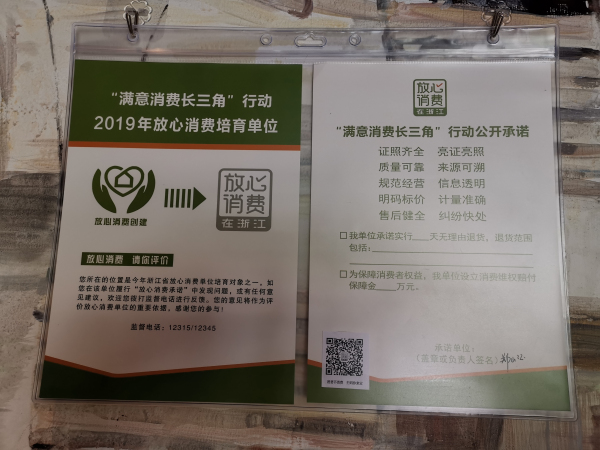 “满意消费长三角”行动
2019年放心消费培育单位
放心消费创建
放心
消费
在浙江
放心消费 请你评价
您所在的位置是今年浙江省放心消费单位培育对象之一。如
您在该单位履行“放心消费承诺”中发现问题，或有任何意
见建议，欢迎您拨打监督电话进行反馈。您的意见将作为评
价放心消费单位的重要依据。感谢您的参与！
监督电话：12315/12345
放心
消费
在浙江
“满意消费长三角”行动公开承诺
证照齐全 亮证亮照
质量可靠 来源可溯
规范经营 信息透明
明码标价 计量准确
售后健全 纠纷快处
我单位承诺实行___天无理由退货，退货范围
包括：
为保障消费者权益，我单位设立消费维权赔付
保障金___万元。
承诺单位：
（盖章或负责人签名）